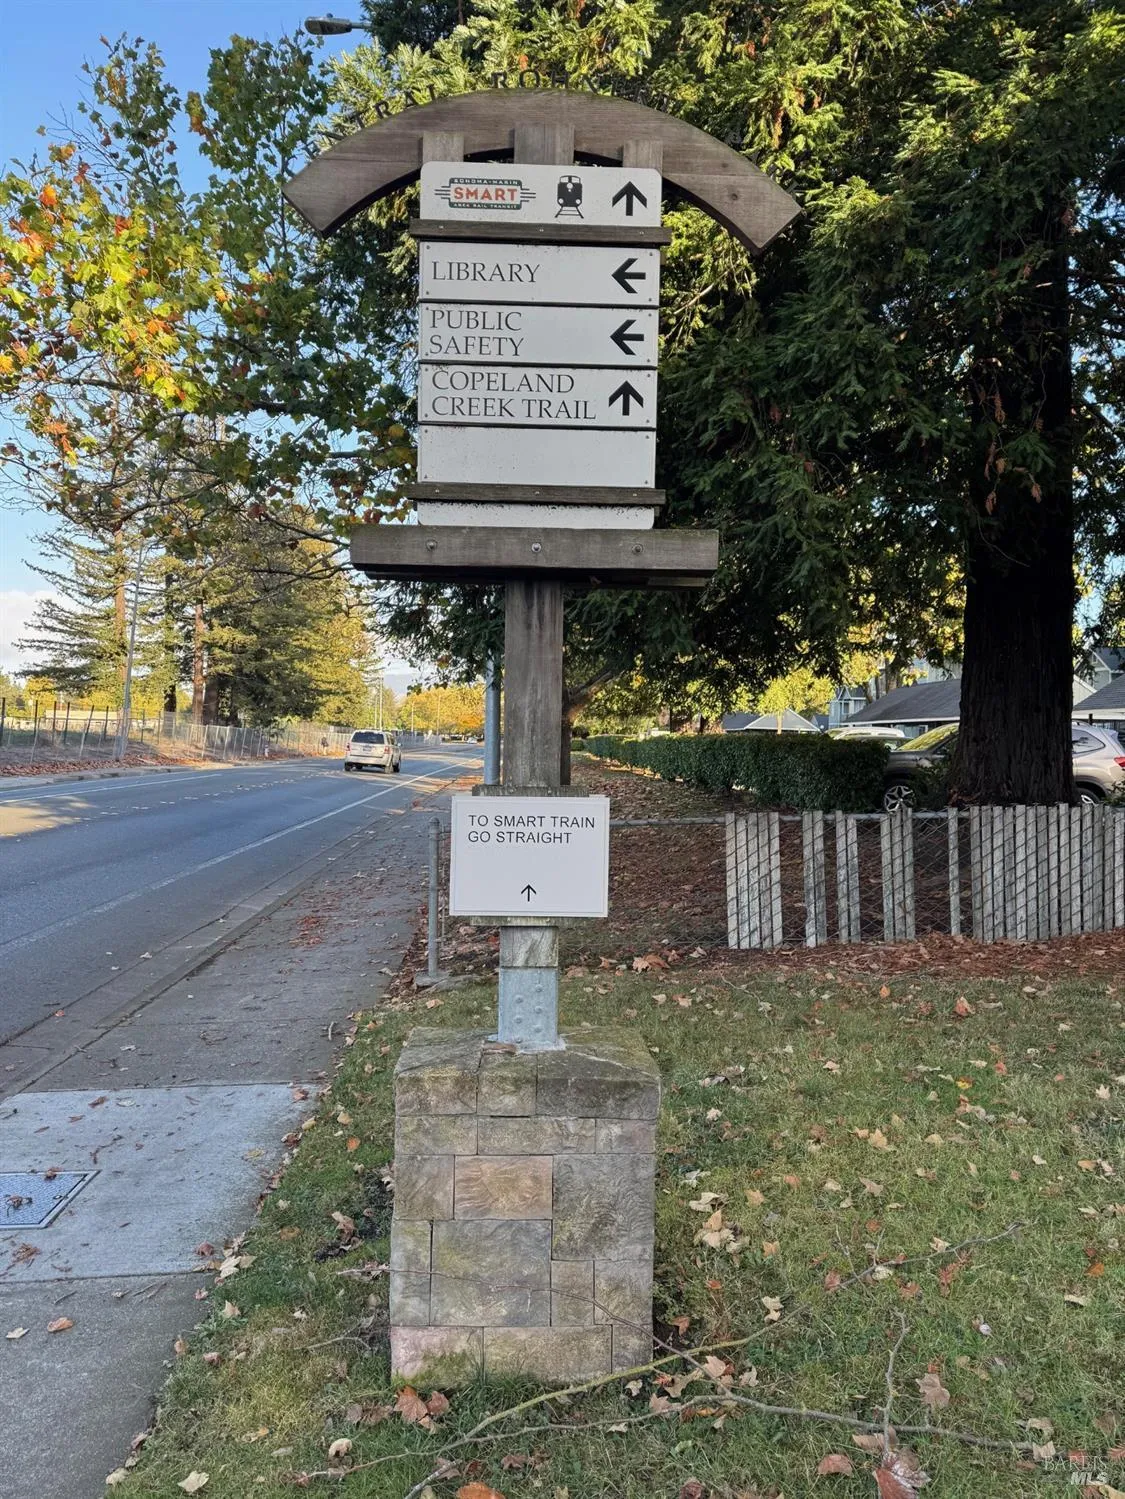 SONOMA-MARIN
SMART
AREA RAIL TRANSIT
LIBRARY
PUBLIC
SAFETY
COPELAND
CREEK TRAIL
TO SMART TRAIN
GO STRAIGHT
BAREIS
MLS